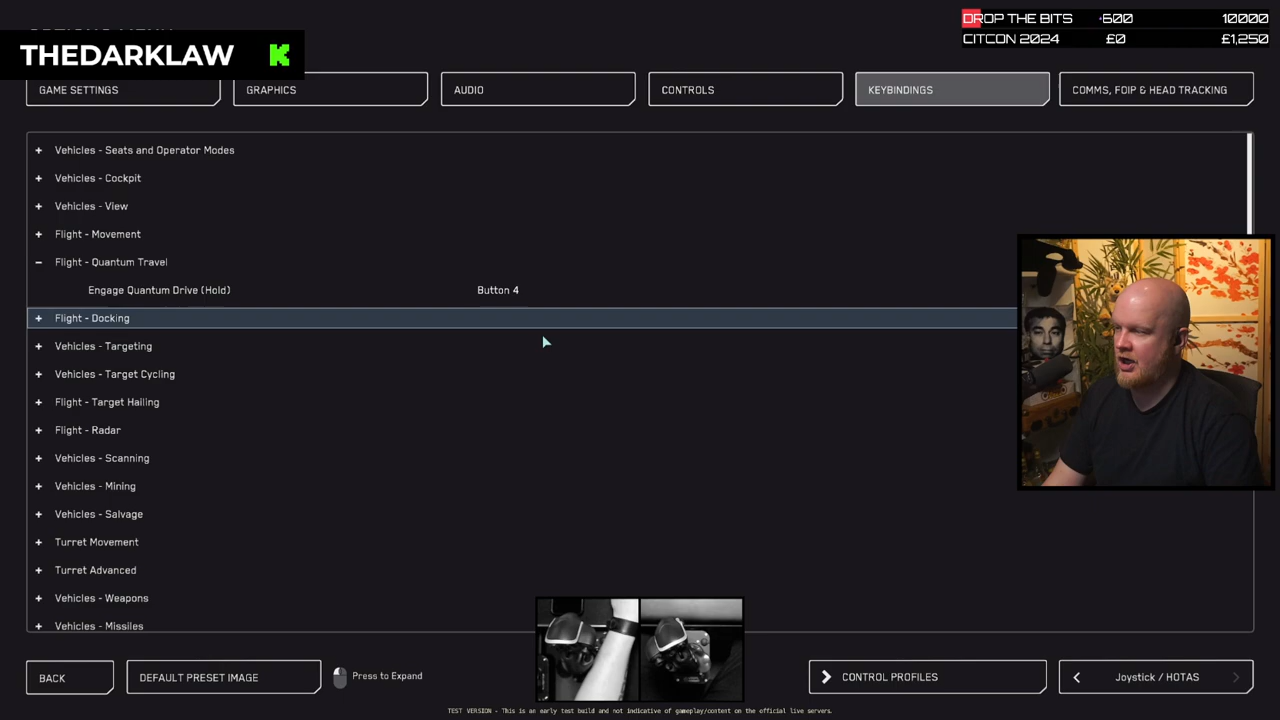 DROP THE BITS 600 10000
CITCON 2024 £0 £1,250
THEDARKLAW K
GAME SETTINGS
GRAPHICS
AUDIO
CONTROLS
KEYBINDINGS
COMMS, FOIP & HEAD TRACKING
+ Vehicles - Seats and Operator Modes
+ Vehicles - Cockpit
+ Vehicles - View
+ Flight - Movement
− Flight - Quantum Travel
Engage Quantum Drive (Hold) Button 4
+ Flight - Docking
+ Vehicles - Targeting
+ Vehicles - Target Cycling
+ Flight - Target Hailing
+ Flight - Radar
+ Vehicles - Scanning
+ Vehicles - Mining
+ Vehicles - Salvage
+ Turret Movement
+ Turret Advanced
+ Vehicles - Weapons
+ Vehicles - Missiles
BACK
DEFAULT PRESET IMAGE
Press to Expand
CONTROL PROFILES
Joystick / HOTAS
TEST VERSION - This is an early test build and not indicative of gameplay/content on the official live servers.